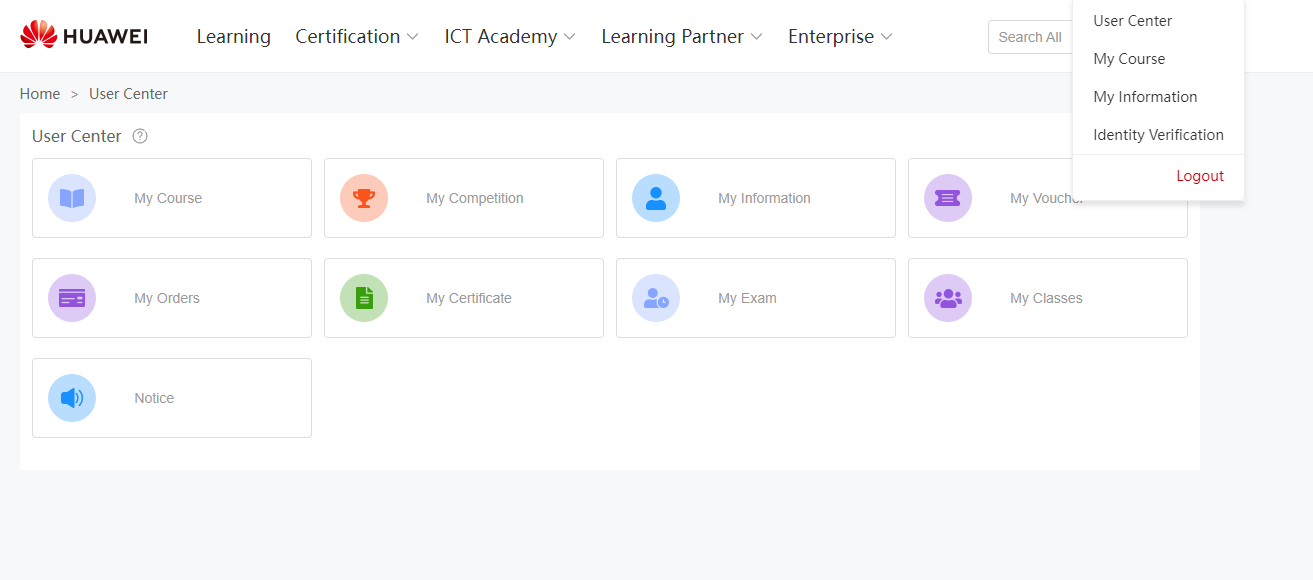 HUAWEI
Learning Certification ICT Academy Learning Partner Enterprise
Search All
User Center
My Course
My Information
Identity Verification
Logout
Home > User Center
User Center ?
My Course
My Competition
My Information
My Voucher
My Orders
My Certificate
My Exam
My Classes
Notice